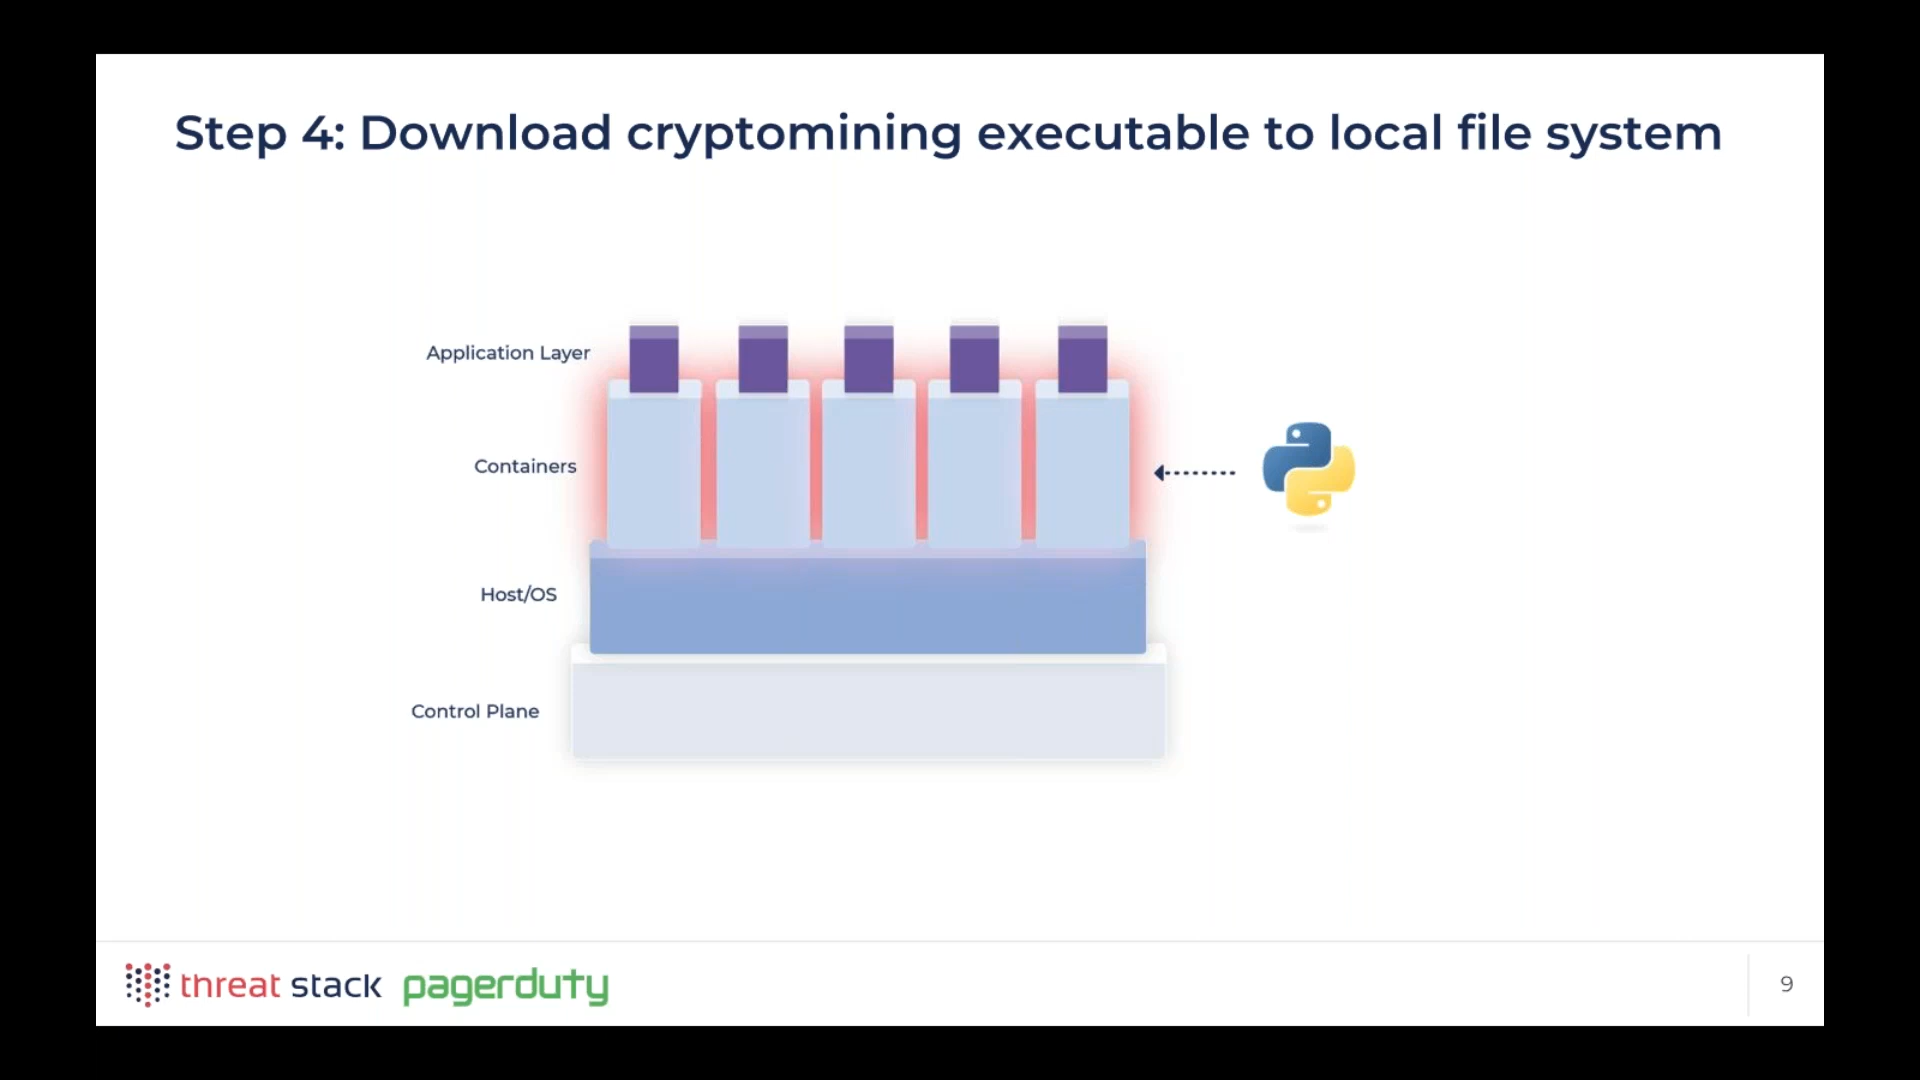 Step 4: Download cryptomining executable to local file system
Application Layer
Containers
Host/OS
Control Plane
threat stack pagerduty
9